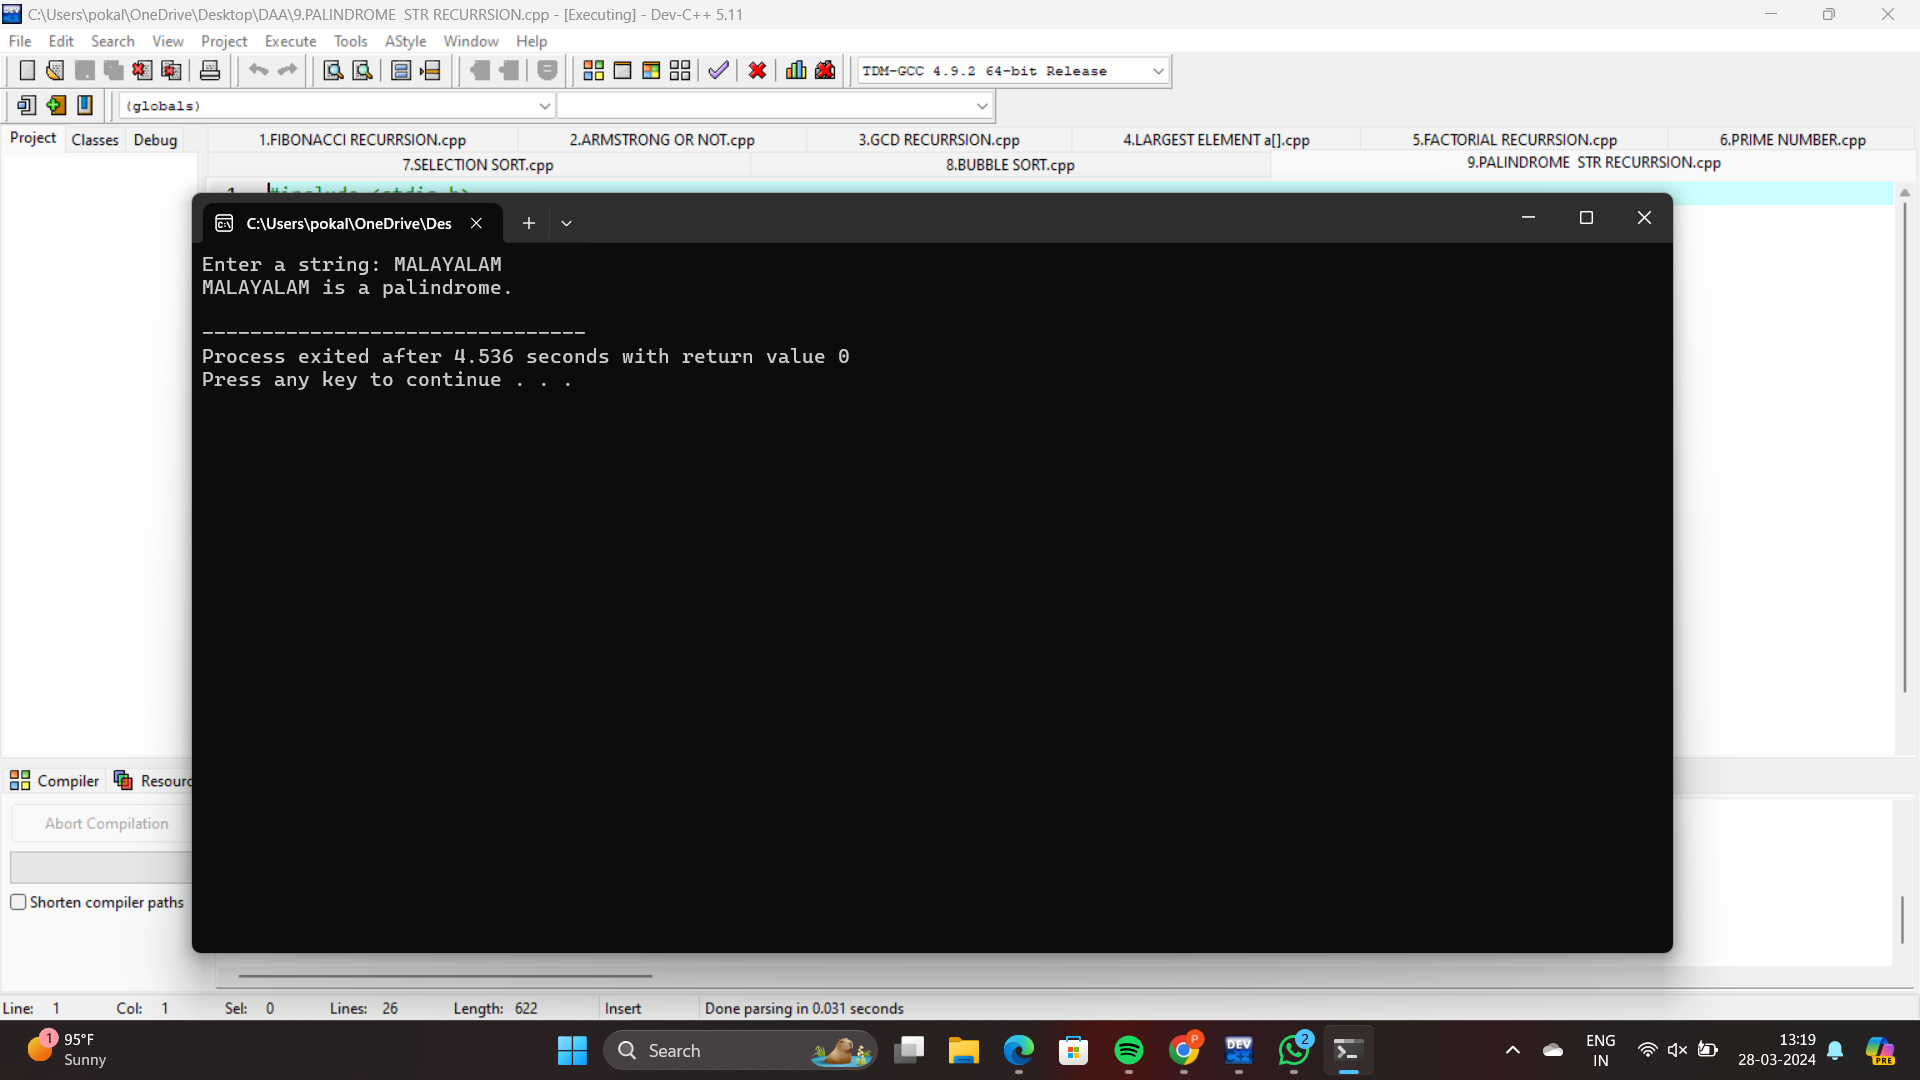 C:\Users\pokal\OneDrive\Desktop\DAA\9.PALINDROME  STR RECURRSION.cpp - [Executing] - Dev-C++ 5.11
File Edit Search View Project Execute Tools AStyle Window Help
TDM-GCC 4.9.2 64-bit Release
(globals)
Project Classes Debug
1.FIBONACCI RECURRSION.cpp 2.ARMSTRONG OR NOT.cpp 3.GCD RECURRSION.cpp 4.LARGEST ELEMENT a[].cpp 5.FACTORIAL RECURRSION.cpp 6.PRIME NUMBER.cpp
7.SELECTION SORT.cpp 8.BUBBLE SORT.cpp 9.PALINDROME  STR RECURRSION.cpp
1 #include <stdio.h>
C:\Users\pokal\OneDrive\Des
Enter a string: MALAYALAM
MALAYALAM is a palindrome.
--------------------------------
Process exited after 4.536 seconds with return value 0
Press any key to continue . . .
Compiler Resourc
Abort Compilation
Shorten compiler paths
Line: 1 Col: 1 Sel: 0 Lines: 26 Length: 622 Insert Done parsing in 0.031 seconds
1 95°F
Sunny
Search
DEV
P
2
ENG
IN
13:19
28-03-2024
PRE